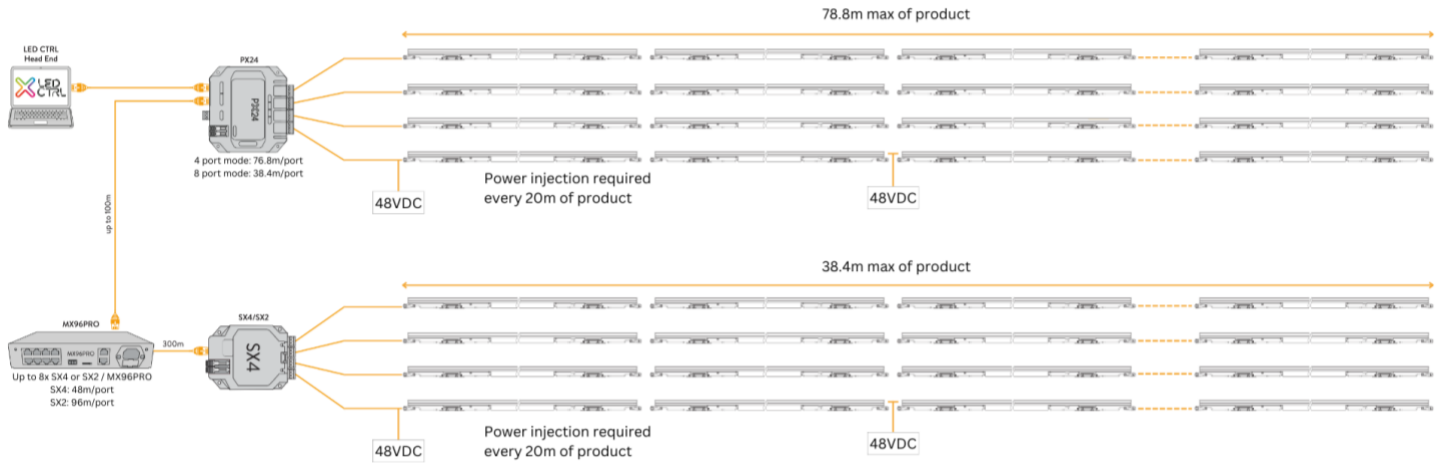 78.8m max of product
LED CTRL
Head End
LED
CTRL
PX24
PX24
4 port mode: 76.8m/port
8 port mode: 38.4m/port
Power injection required
every 20m of product
48VDC
48VDC
up to 100m
38.4m max of product
MX96PRO
MX96PRO
300m
SX4/SX2
SX4
Up to 8x SX4 or SX2 / MX96PRO
SX4: 48m/port
SX2: 96m/port
Power injection required
every 20m of product
48VDC
48VDC